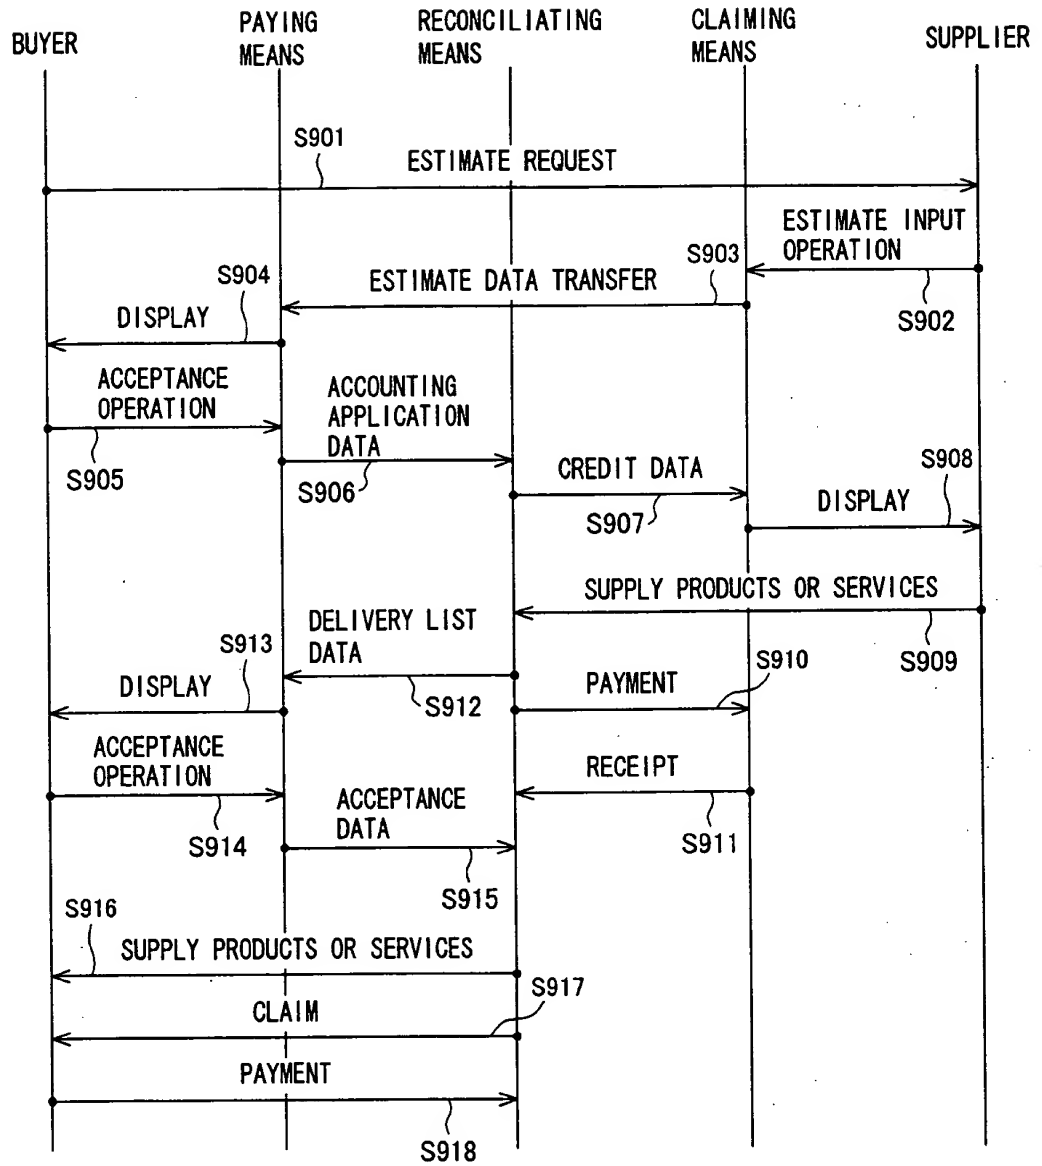 BUYER
PAYING
MEANS
RECONCILIATING
MEANS
CLAIMING
MEANS
SUPPLIER
S901
ESTIMATE REQUEST
ESTIMATE INPUT
OPERATION
S902
S903
ESTIMATE DATA TRANSFER
S904
DISPLAY
ACCEPTANCE
OPERATION
S905
ACCOUNTING
APPLICATION
DATA
S906
CREDIT DATA
S907
S908
DISPLAY
SUPPLY PRODUCTS OR SERVICES
S909
DELIVERY LIST
DATA
S912
S910
PAYMENT
S913
DISPLAY
ACCEPTANCE
OPERATION
S914
RECEIPT
S911
ACCEPTANCE
DATA
S915
S916
SUPPLY PRODUCTS OR SERVICES
S917
CLAIM
PAYMENT
S918